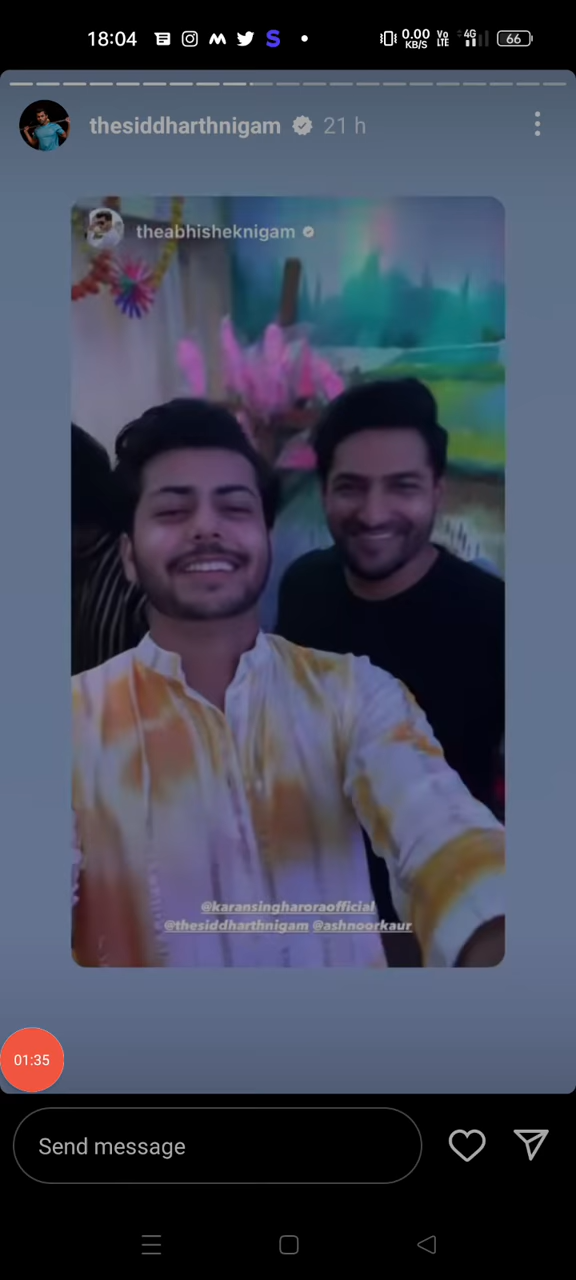 18:04
0.00 KB/S Vo LTE 4G 66
thesiddharthnigam 21 h
theabhisheknigam
@karansingharoraofficial
@thesiddharthnigam @ashnoorkaur
01:35
Send message